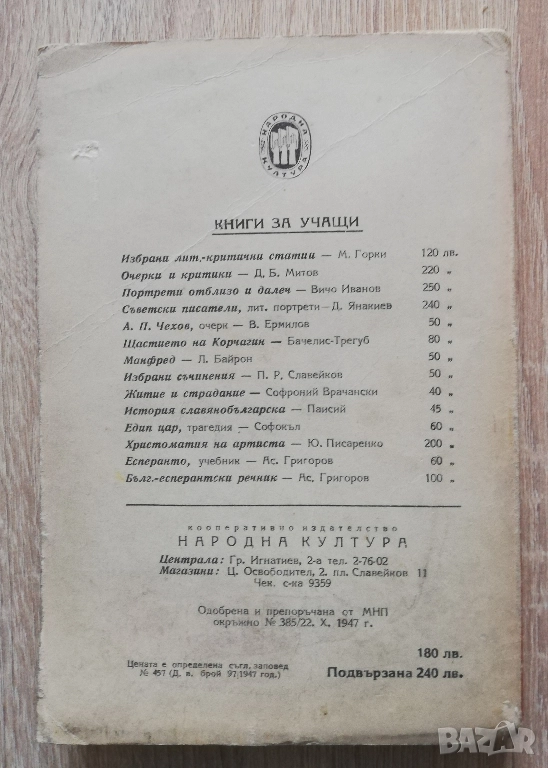 НАРОДНА
КУЛТУРА
КНИГИ ЗА УЧАЩИ
Избрани лит.-критични статии — М. Горки 120 лв.
Очерки и критики — Д. Б. Митов 220 „
Портрети отблизо и далеч — Вичо Иванов 250 „
Съветски писатели, лит. портрети — Д. Янакиев 240 „
А. П. Чехов, очерк — В. Ермилов 50 „
Щастието на Корчагин — Бачелис-Трегуб 80 „
Манфред — Л. Байрон 50 „
Избрани съчинения — П. Р. Славейков 50 „
Житие и страдание — Софроний Врачански 40 „
История славянобългарска — Паисий 45 „
Едип цар, трагедия — Софокъл 60 „
Христоматия на артиста — Ю. Писаренко 200 „
Есперанто, учебник — Ас. Григоров 60 „
Бълг.-есперантски речник — Ас. Григоров 100 „
кооперативно издателство
НАРОДНА КУЛТУРА
Централа: Гр. Игнатиев, 2-а тел. 2-76-02
Магазини: Ц. Освободител, 2. пл. Славейков 11
Чек. с-ка 9359
Одобрена и препоръчана от МНП
окръжно № 385/22. X. 1947 г.
180 лв.
Подвързана 240 лв.
Цената е определена съгл. заповед
№ 457 (Д. в. брой 97/1947 год.)
BAZAR